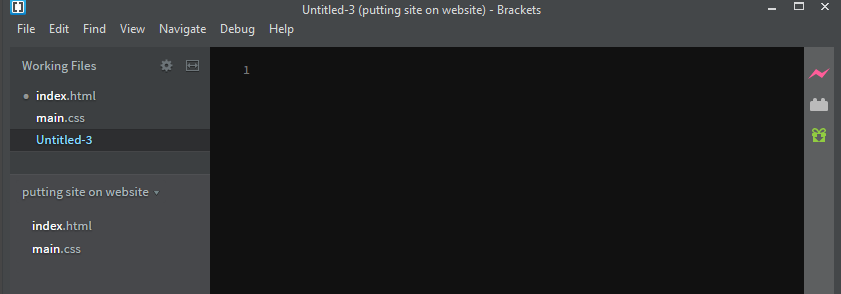 Untitled-3 (putting site on website) - Brackets
File Edit Find View Navigate Debug Help
Working Files
index.html
main.css
Untitled-3
putting site on website
index.html
main.css
1